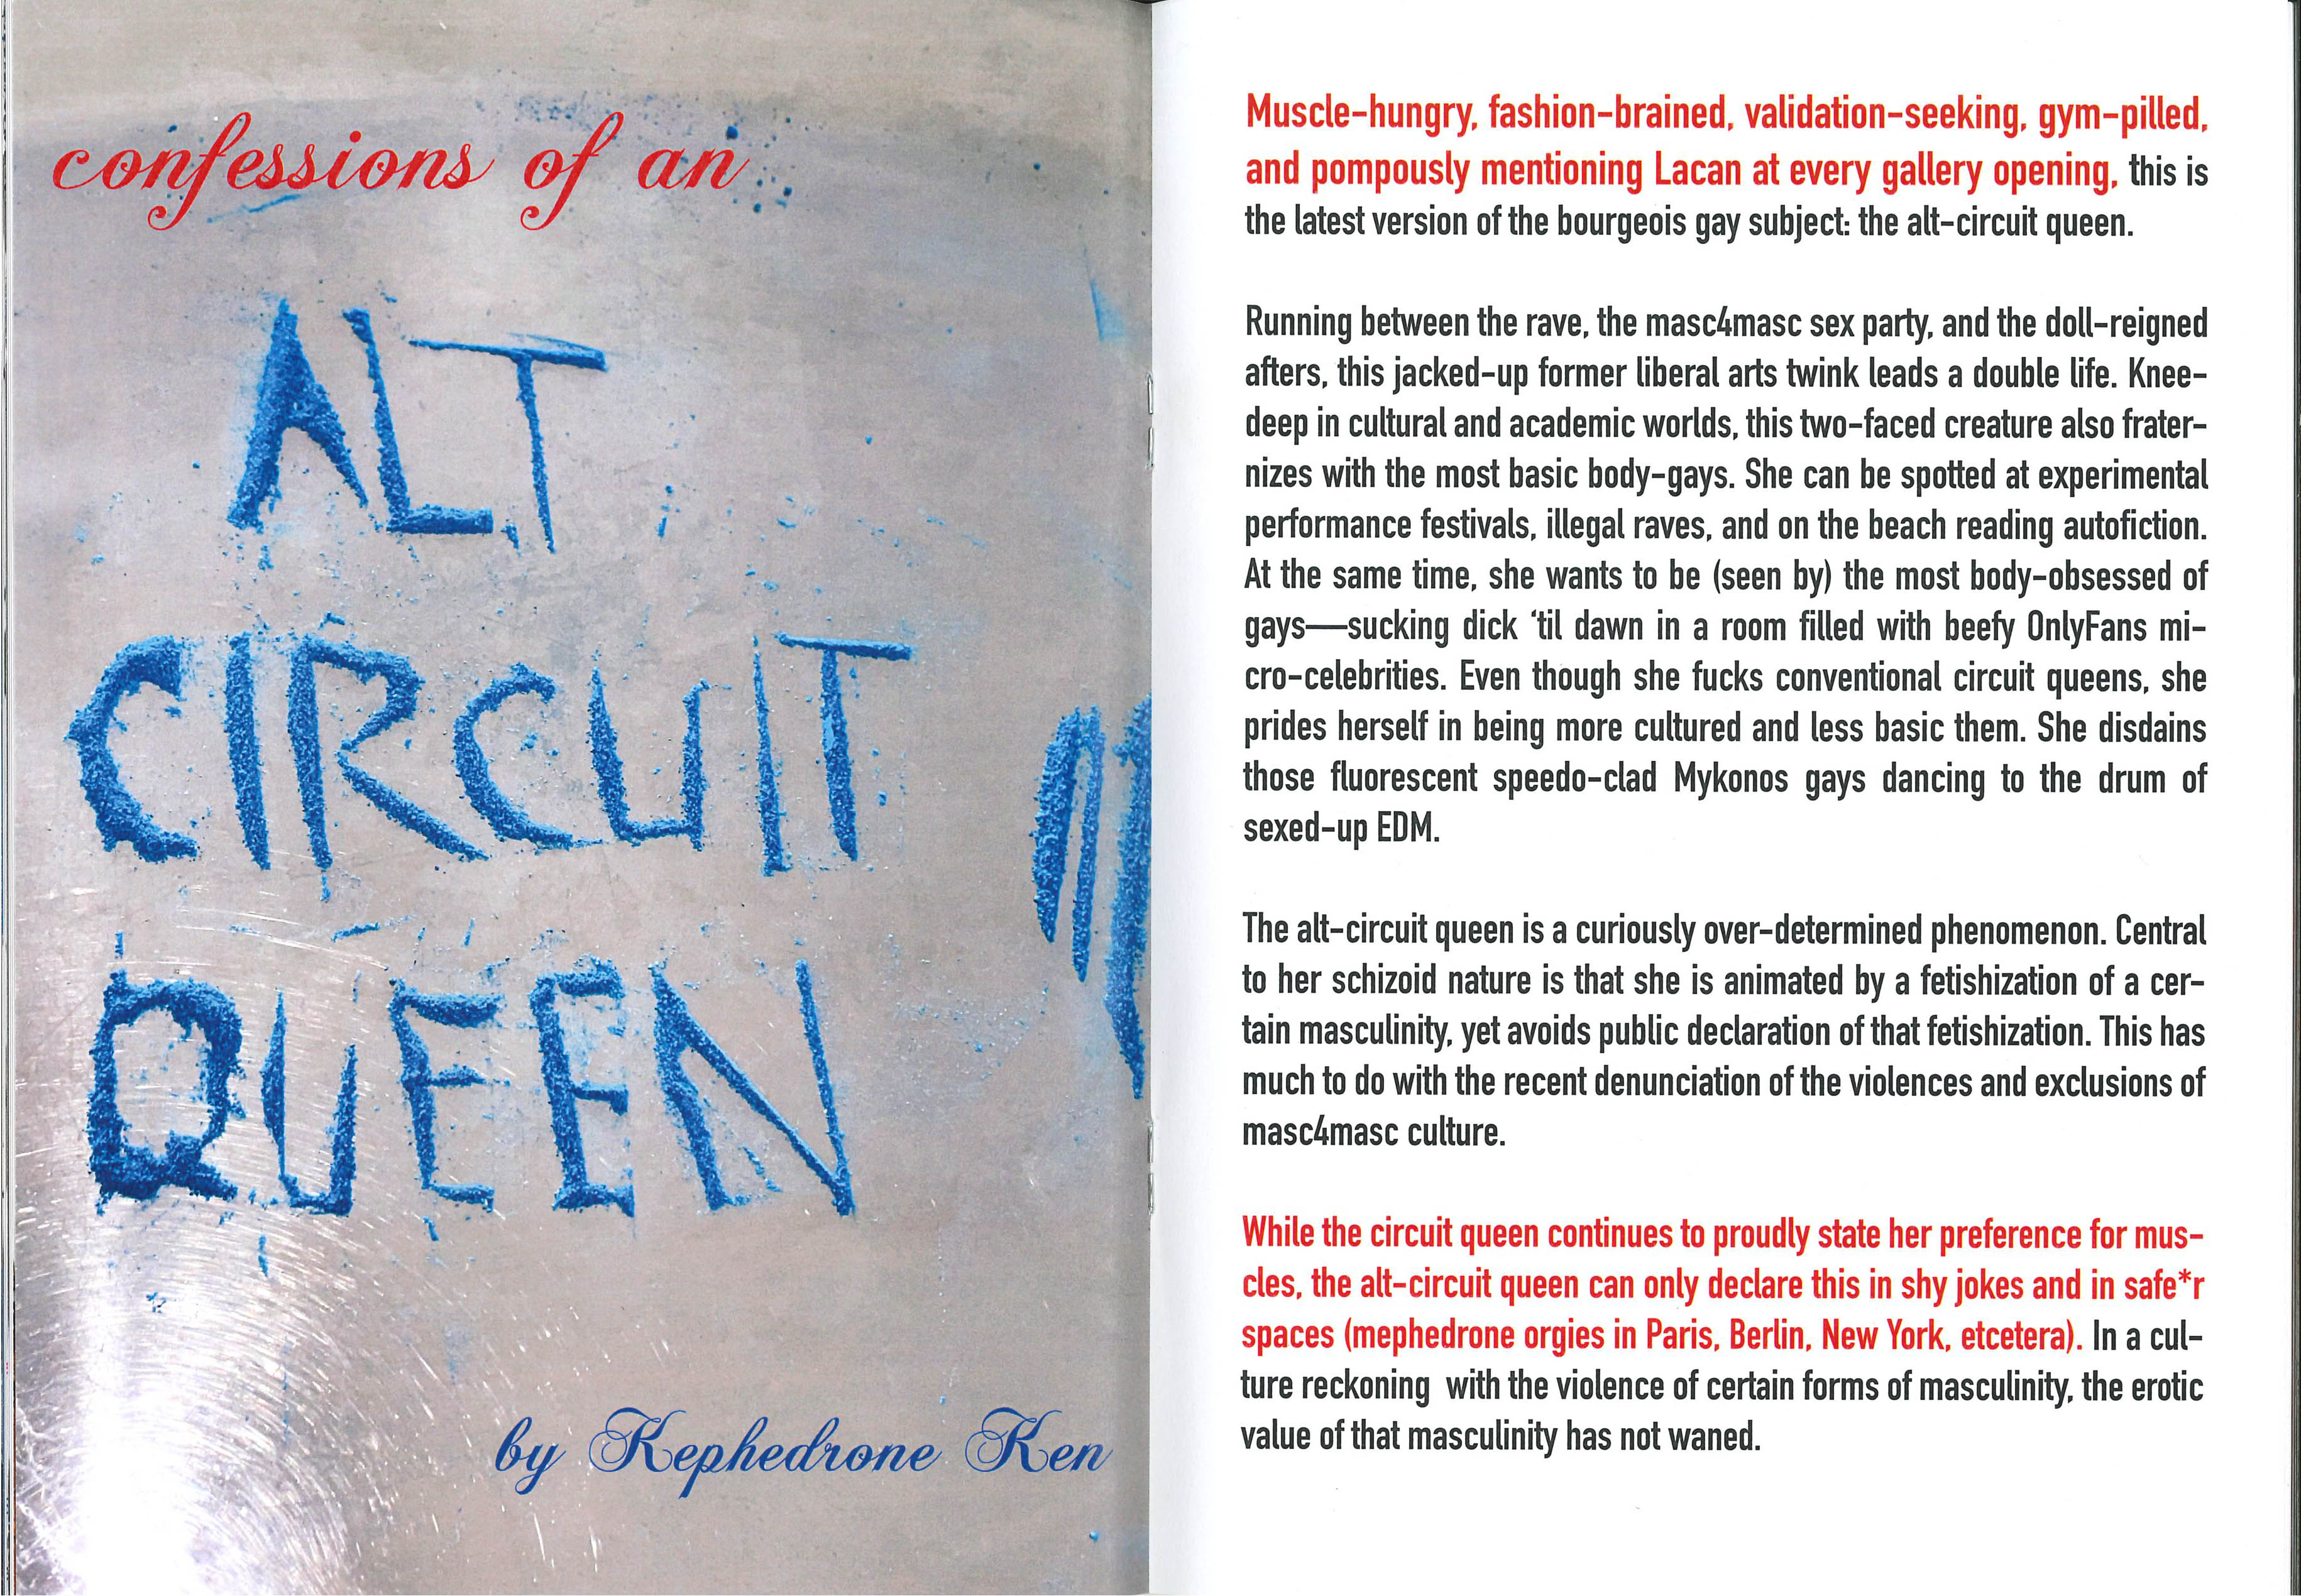 confessions of an
ALT
CIRCUIT
QUEEN
by Kephedrone Ken
Muscle-hungry, fashion-brained, validation-seeking, gym-pilled,
and pompously mentioning Lacan at every gallery opening, this is
the latest version of the bourgeois gay subject: the alt-circuit queen.
Running between the rave, the masc4masc sex party, and the doll-reigned
afters, this jacked-up former liberal arts twink leads a double life. Knee-
deep in cultural and academic worlds, this two-faced creature also frater-
nizes with the most basic body-gays. She can be spotted at experimental
performance festivals, illegal raves, and on the beach reading autofiction.
At the same time, she wants to be (seen by) the most body-obsessed of
gays—sucking dick ‘til dawn in a room filled with beefy OnlyFans mi-
cro-celebrities. Even though she fucks conventional circuit queens, she
prides herself in being more cultured and less basic them. She disdains
those fluorescent speedo-clad Mykonos gays dancing to the drum of
sexed-up EDM.
The alt-circuit queen is a curiously over-determined phenomenon. Central
to her schizoid nature is that she is animated by a fetishization of a cer-
tain masculinity, yet avoids public declaration of that fetishization. This has
much to do with the recent denunciation of the violences and exclusions of
masc4masc culture.
While the circuit queen continues to proudly state her preference for mus-
cles, the alt-circuit queen can only declare this in shy jokes and in safe*r
spaces (mephedrone orgies in Paris, Berlin, New York, etcetera). In a cul-
ture reckoning with the violence of certain forms of masculinity, the erotic
value of that masculinity has not waned.